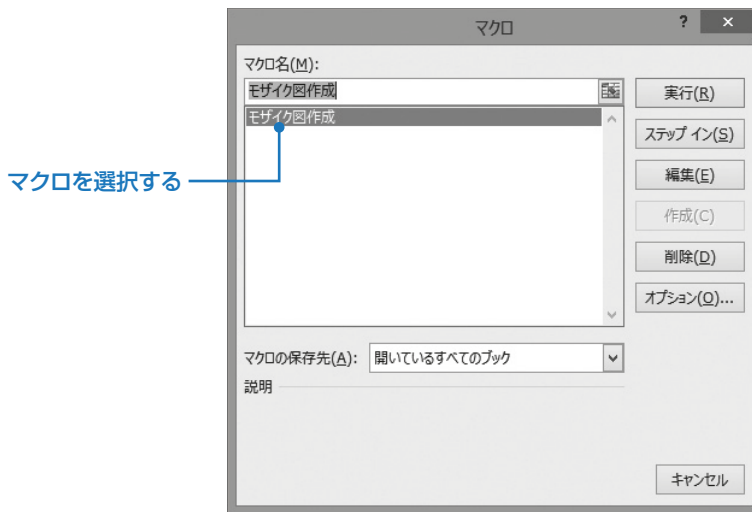 マクロ
? ×
マクロ名(M):
モザイク図作成
実行(R)
モザイク図作成
ステップ イン(S)
マクロを選択する
編集(E)
作成(C)
削除(D)
オプション(O)...
マクロの保存先(A):
開いているすべてのブック
説明
キャンセル